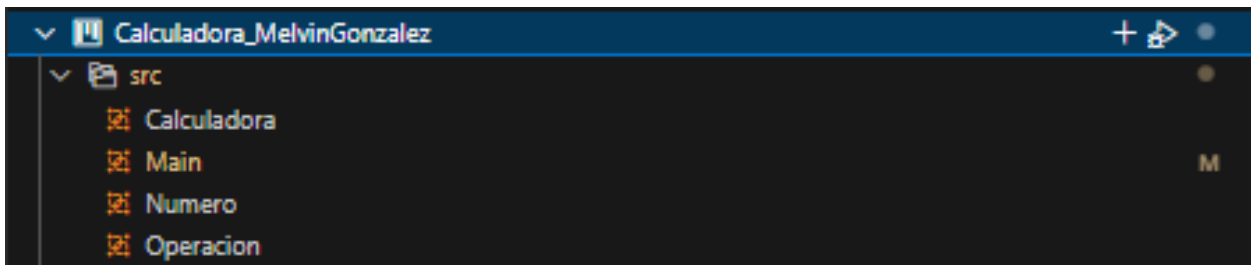 Calculadora_MelvinGonzalez
src
Calculadora
Main M
Numero
Operacion